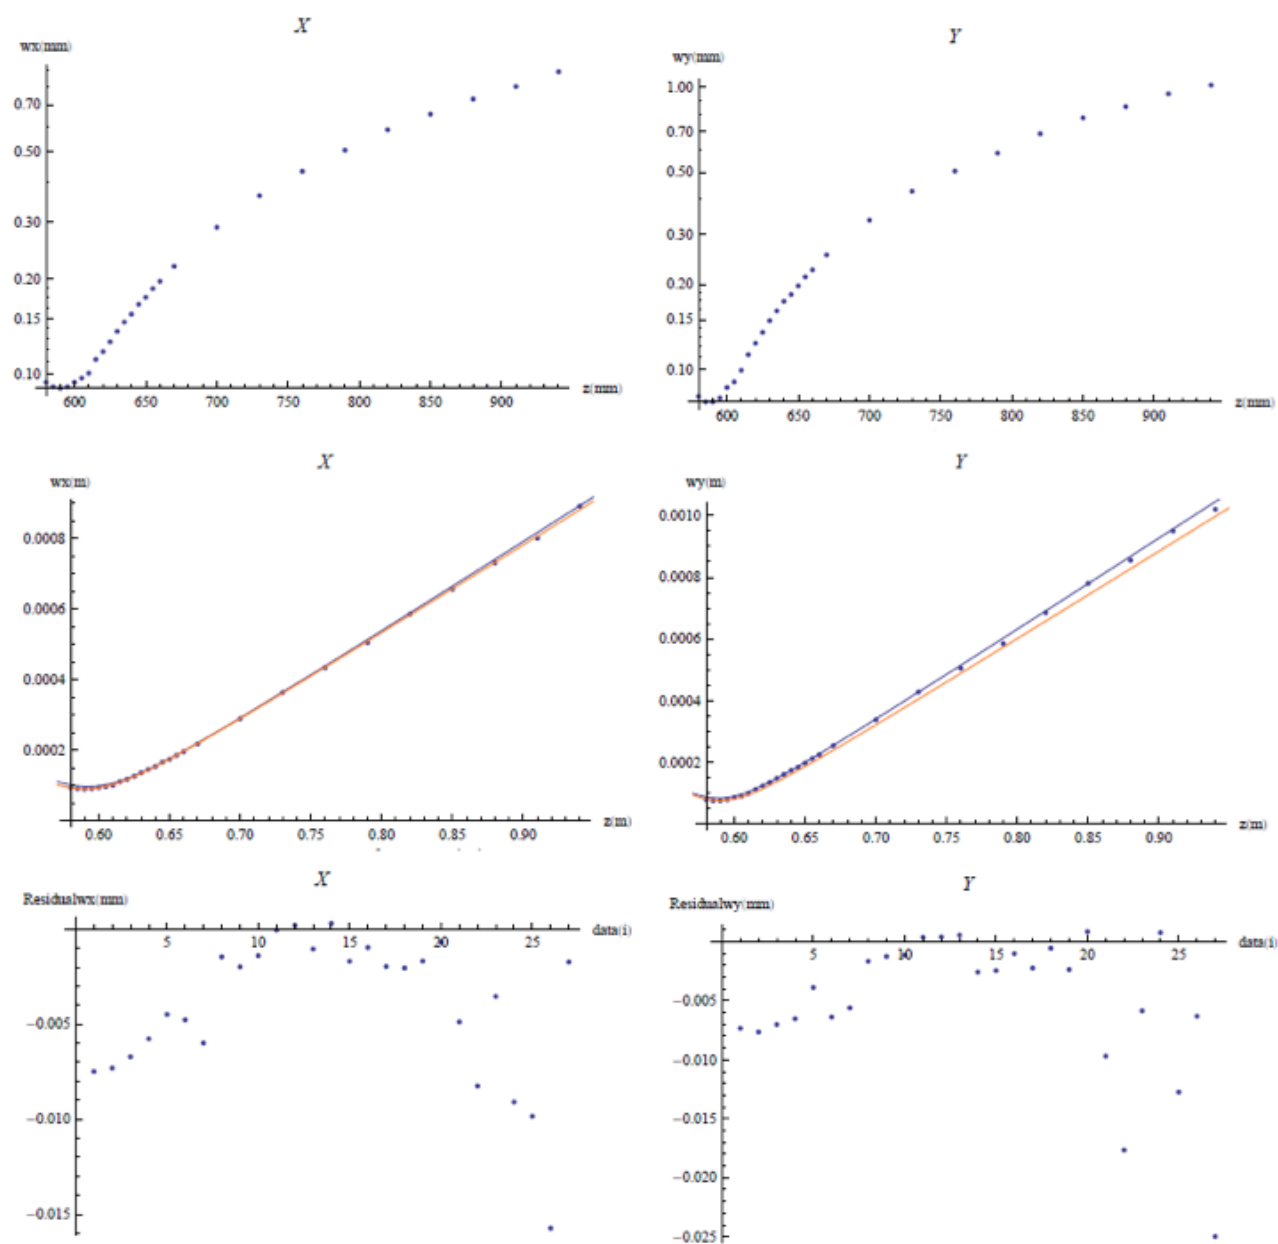 X
wx(mm)
0.70
0.50
0.30
0.20
0.15
0.10
600 650 700 750 800 850 900
z(mm)
Y
wy(mm)
1.00
0.70
0.50
0.30
0.20
0.15
0.10
600 650 700 750 800 850 900
z(mm)
X
wx(m)
0.0008
0.0006
0.0004
0.0002
0.60 0.65 0.70 0.75 0.80 0.85 0.90
z(m)
Y
wy(m)
0.0010
0.0008
0.0006
0.0004
0.0002
0.60 0.65 0.70 0.75 0.80 0.85 0.90
z(m)
X
Residualwx(mm)
5 10 15 20 25
data(i)
−0.005
−0.010
−0.015
Y
Residualwy(mm)
5 10 15 20 25
data(i)
−0.005
−0.010
−0.015
−0.020
−0.025